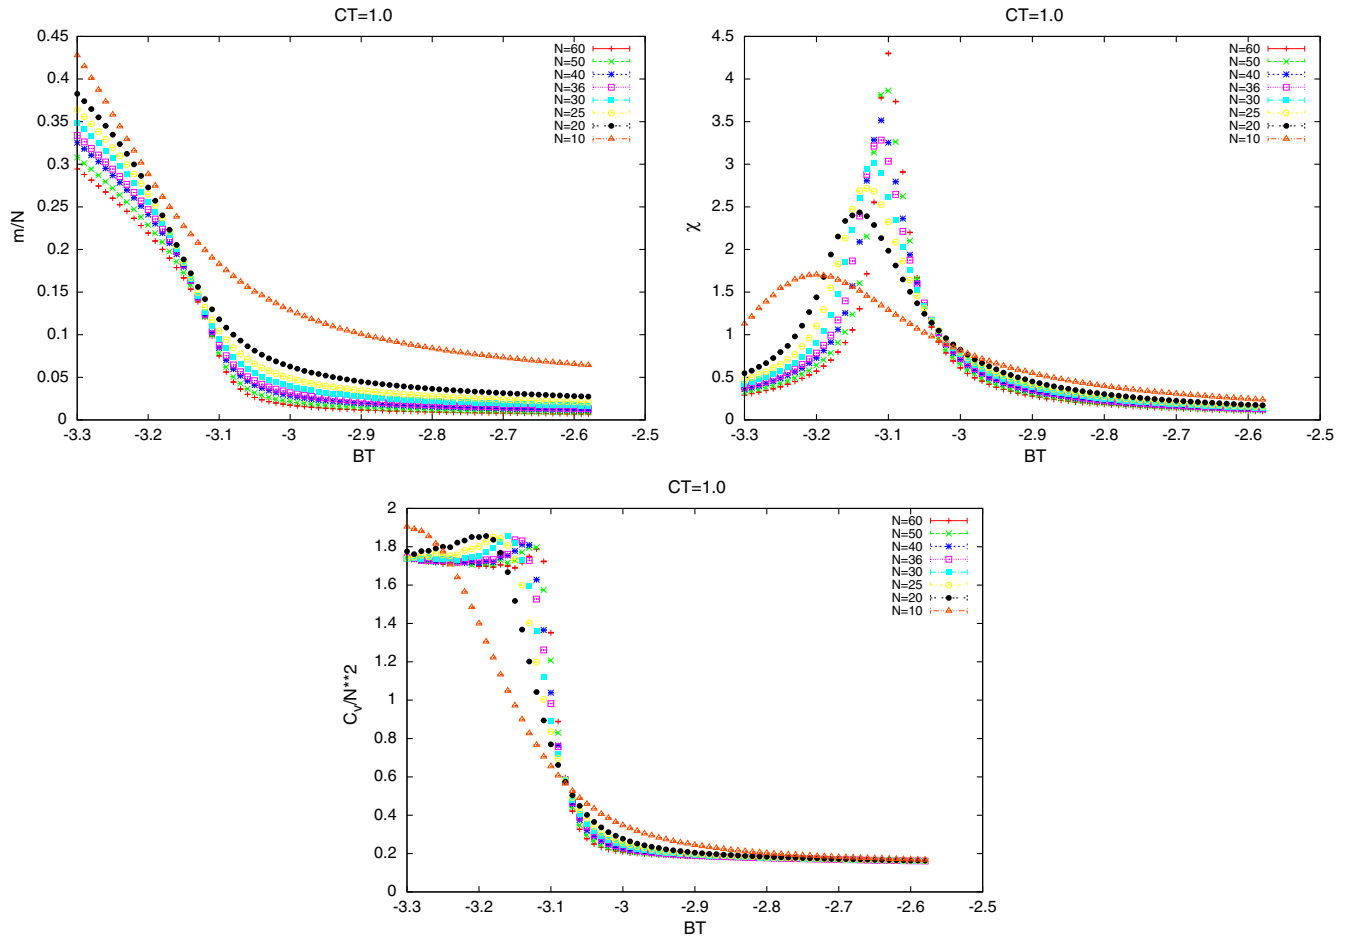 CT=1.0
m/N
0.45
0.4
0.35
0.3
0.25
0.2
0.15
0.1
0.05
0
-3.3 -3.2 -3.1 -3 -2.9 -2.8 -2.7 -2.6 -2.5
BT
N=60
N=50
N=40
N=36
N=30
N=25
N=20
N=10
CT=1.0
χ
4.5
4
3.5
3
2.5
2
1.5
1
0.5
0
-3.3 -3.2 -3.1 -3 -2.9 -2.8 -2.7 -2.6 -2.5
BT
N=60
N=50
N=40
N=36
N=30
N=25
N=20
N=10
CT=1.0
Cv/N**2
2
1.8
1.6
1.4
1.2
1
0.8
0.6
0.4
0.2
0
-3.3 -3.2 -3.1 -3 -2.9 -2.8 -2.7 -2.6 -2.5
BT
N=60
N=50
N=40
N=36
N=30
N=25
N=20
N=10